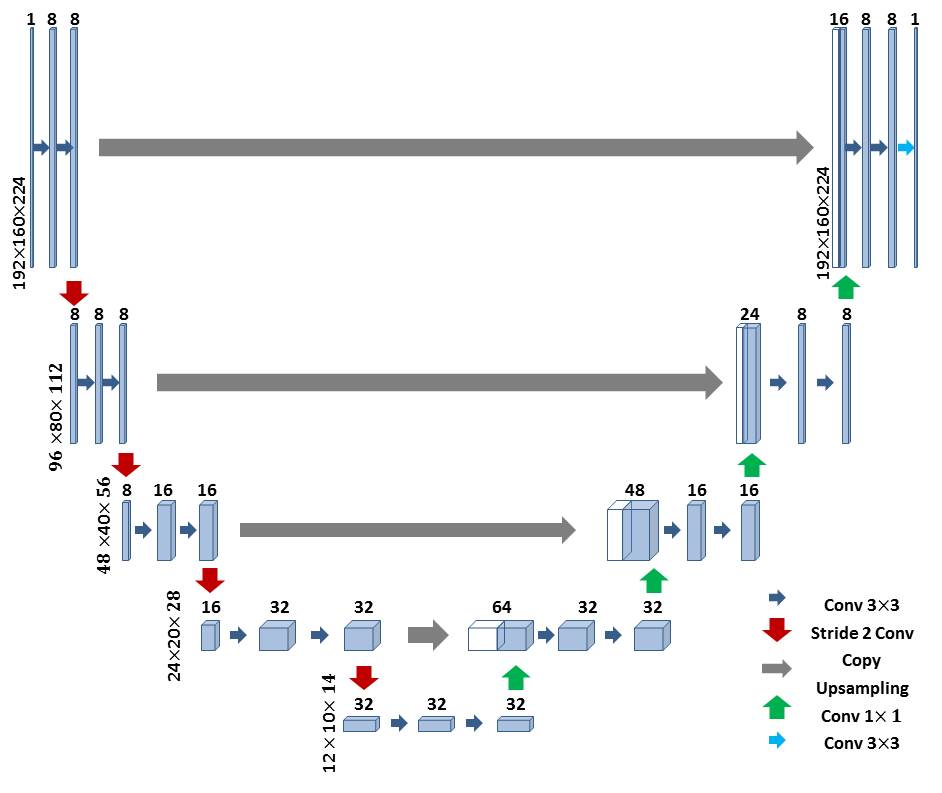 1 8 8
16 8 8 1
192×160×224
192×160×224
8 8 8
24 8 8
96 ×80× 112
8 16 16
48 16 16
48 ×40× 56
16 32 32 64 32 32
24×20× 28
32 32 32
12 × 10× 14
Conv 3×3
Stride 2 Conv
Copy
Upsampling
Conv 1× 1
Conv 3×3